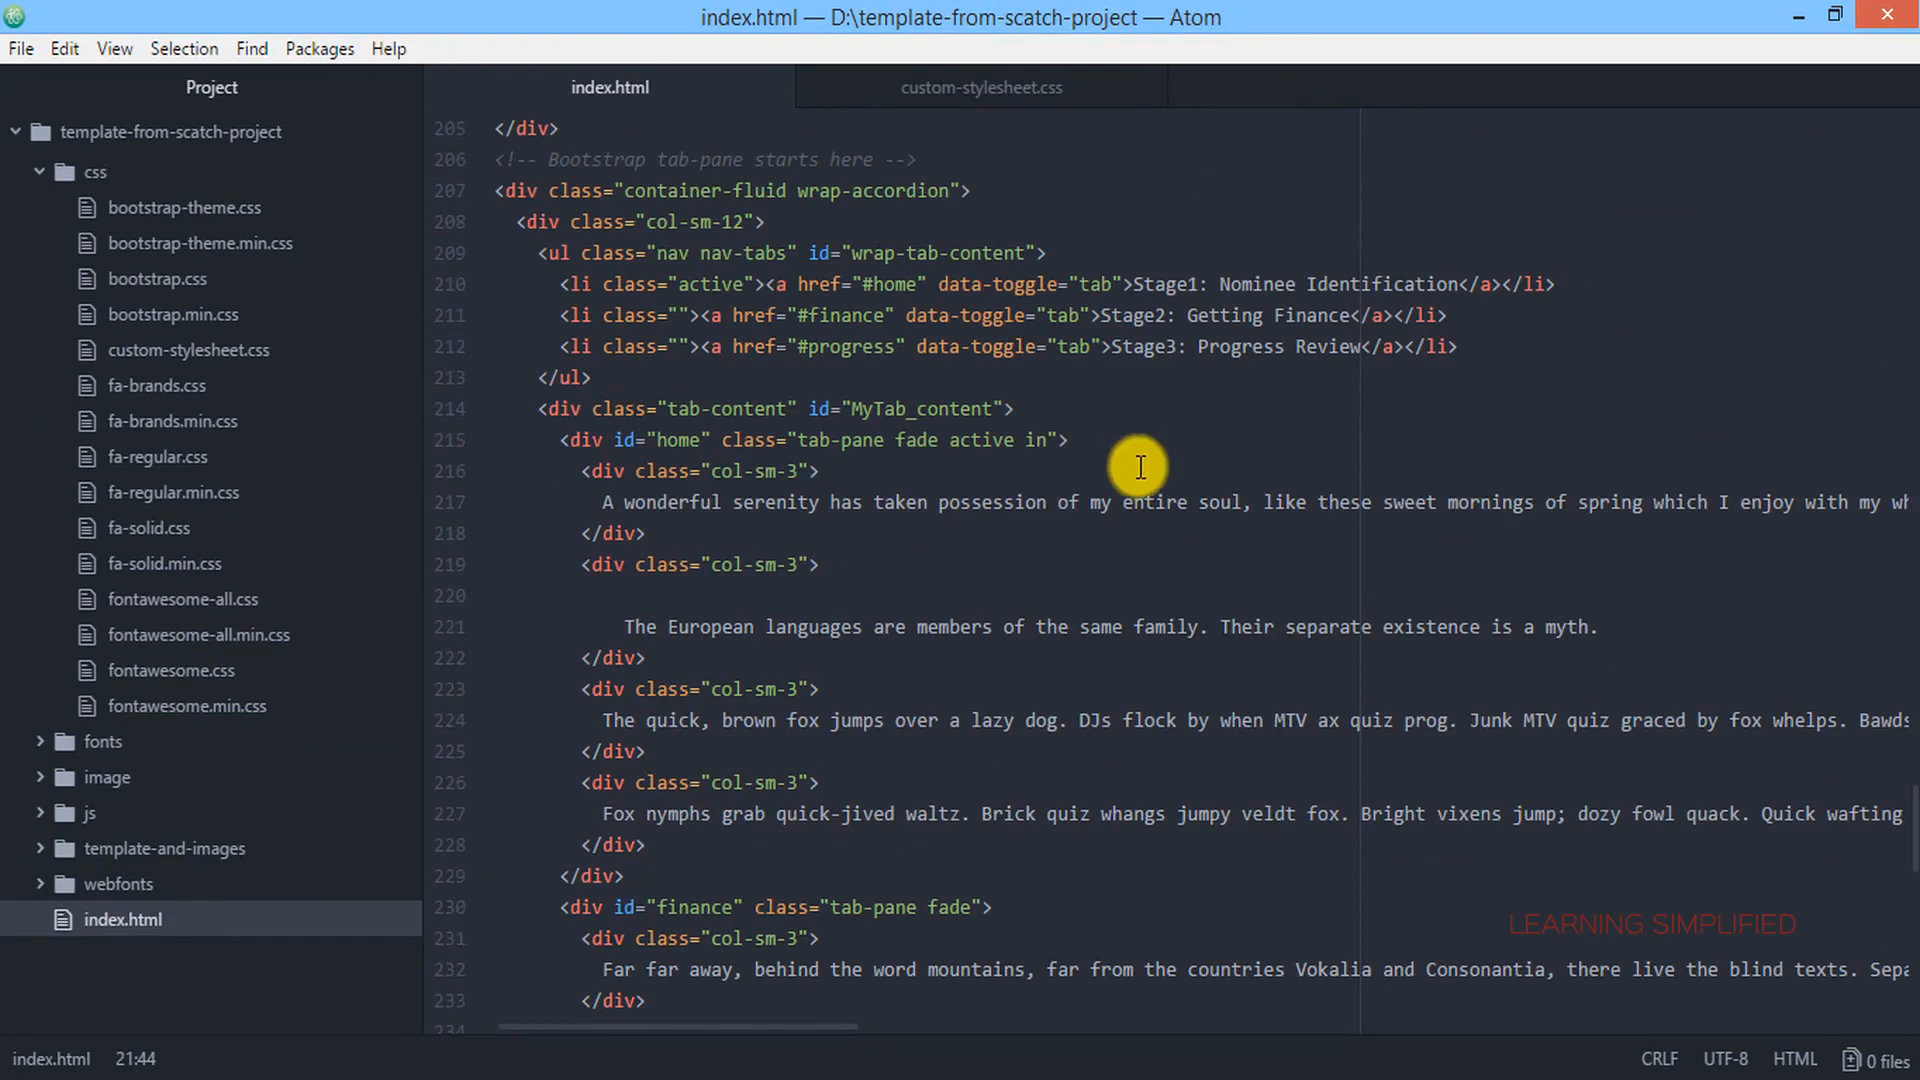 index.html — D:\template-from-scatch-project — Atom
File Edit View Selection Find Packages Help
Project
index.html
custom-stylesheet.css
template-from-scatch-project
css
bootstrap-theme.css
bootstrap-theme.min.css
bootstrap.css
bootstrap.min.css
custom-stylesheet.css
fa-brands.css
fa-brands.min.css
fa-regular.css
fa-regular.min.css
fa-solid.css
fa-solid.min.css
fontawesome-all.css
fontawesome-all.min.css
fontawesome.css
fontawesome.min.css
fonts
image
js
template-and-images
webfonts
index.html
205 </div>
206 <!-- Bootstrap tab-pane starts here -->
207 <div class="container-fluid wrap-accordion">
208 <div class="col-sm-12">
209 <ul class="nav nav-tabs" id="wrap-tab-content">
210 <li class="active"><a href="#home" data-toggle="tab">Stage1: Nominee Identification</a></li>
211 <li class=""><a href="#finance" data-toggle="tab">Stage2: Getting Finance</a></li>
212 <li class=""><a href="#progress" data-toggle="tab">Stage3: Progress Review</a></li>
213 </ul>
214 <div class="tab-content" id="MyTab_content">
215 <div id="home" class="tab-pane fade active in">
216 <div class="col-sm-3">
217 A wonderful serenity has taken possession of my entire soul, like these sweet mornings of spring which I enjoy with my wh
218 </div>
219 <div class="col-sm-3">
220
221 The European languages are members of the same family. Their separate existence is a myth.
222 </div>
223 <div class="col-sm-3">
224 The quick, brown fox jumps over a lazy dog. DJs flock by when MTV ax quiz prog. Junk MTV quiz graced by fox whelps. Bawds
225 </div>
226 <div class="col-sm-3">
227 Fox nymphs grab quick-jived waltz. Brick quiz whangs jumpy veldt fox. Bright vixens jump; dozy fowl quack. Quick wafting
228 </div>
229 </div>
230 <div id="finance" class="tab-pane fade">
231 <div class="col-sm-3">
232 Far far away, behind the word mountains, far from the countries Vokalia and Consonantia, there live the blind texts. Sepa
233 </div>
234
LEARNING SIMPLIFIED
index.html 21:44
CRLF UTF-8 HTML 0 files